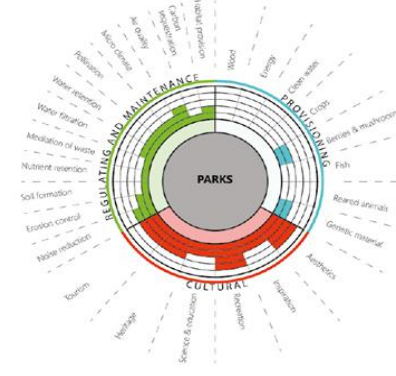 Habitat provision
Carbon
sequestration
Air quality
Micro climate
Pollination
Water retention
Water filtration
Mediation of waste
Nutrient retention
Soil formation
Erosion control
Noise reduction
Wood
Energy
Clean water
Crops
Berries & mushrooms
Fish
Reared animals
Genetic material
Aesthetics
Inspiration
Recreation
Science & education
Heritage
Tourism
REGULATING AND MAINTENANCE
PROVISIONING
CULTURAL
PARKS